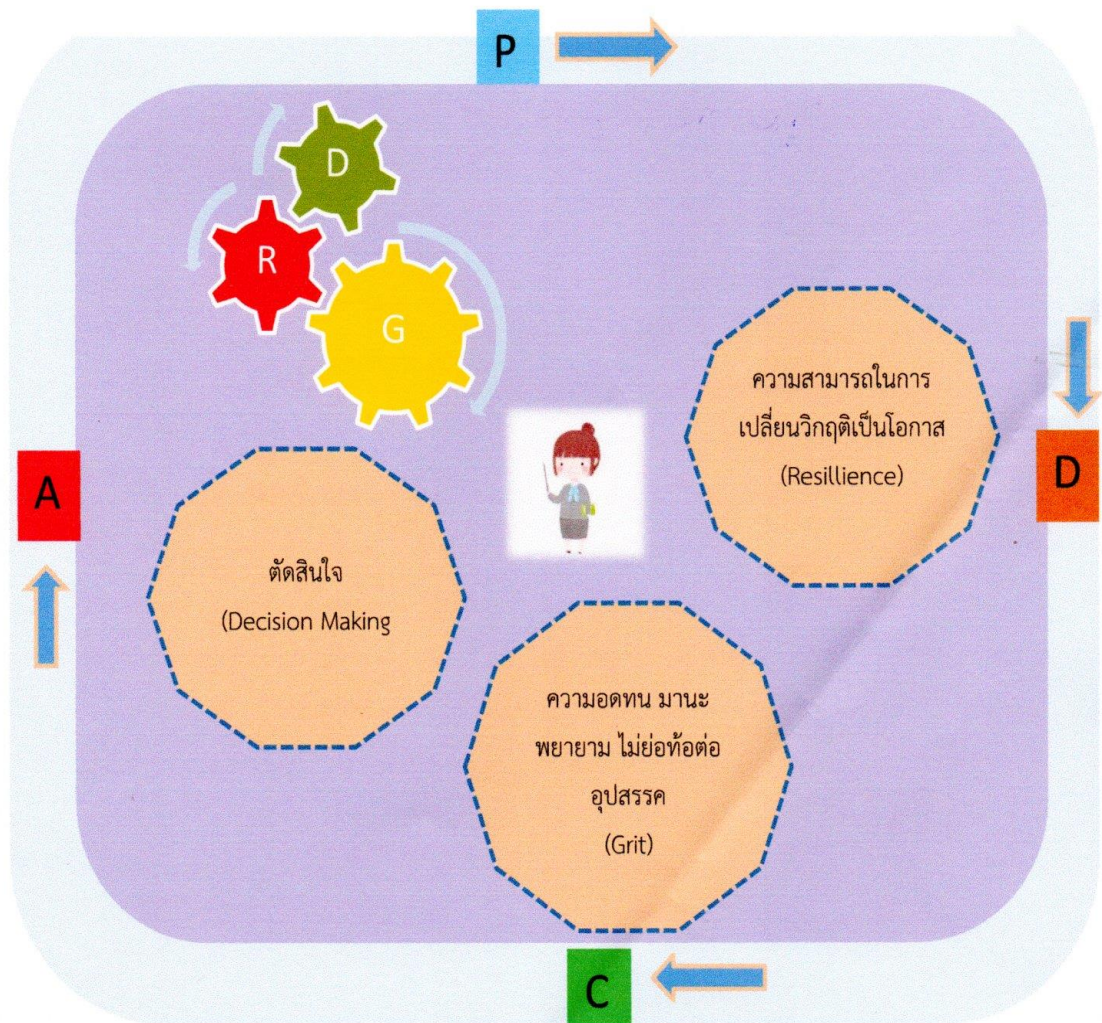 P
D
R
G
ความสามารถในการ
เปลี่ยนวิกฤติเป็นโอกาส
(Resillience)
A
D
ตัดสินใจ
(Decision Making
ความอดทน มานะ
พยายาม ไม่ย่อท้อต่อ
อุปสรรค
(Grit)
C